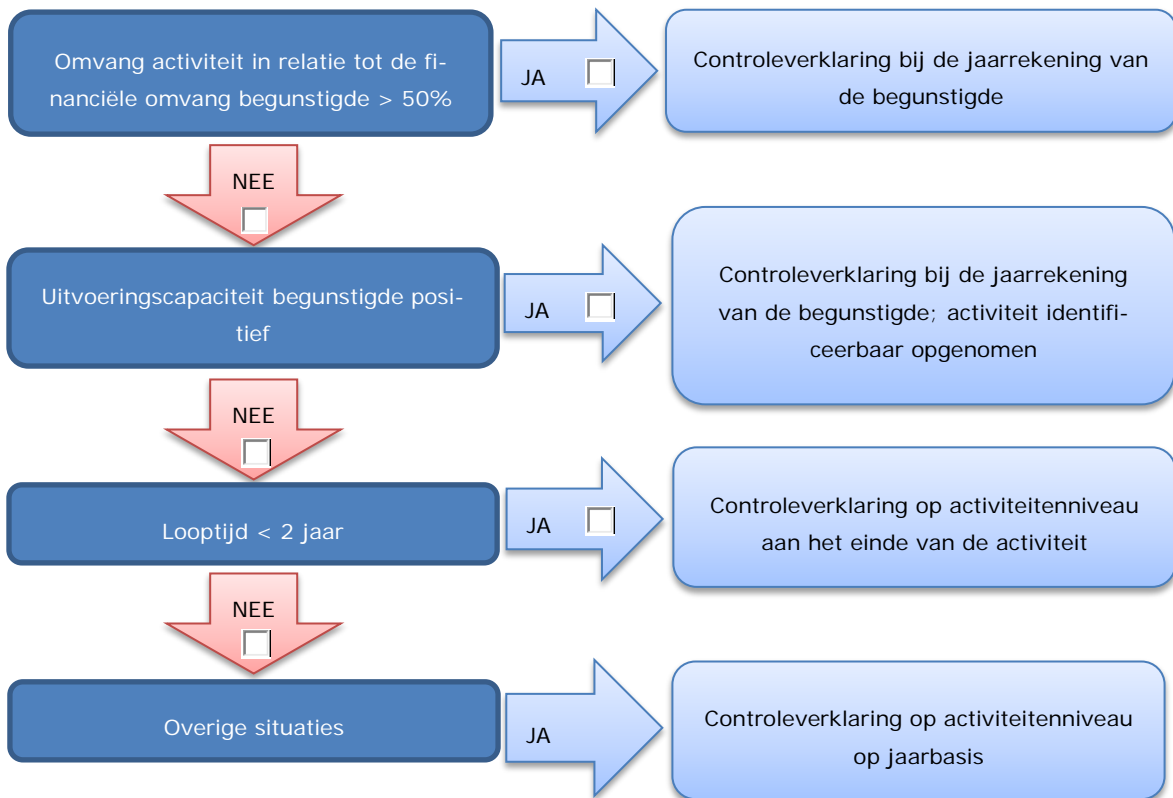 Omvang activiteit in relatie tot de fi-
nanciële omvang begunstigde > 50%
JA
Controleverklaring bij de jaarrekening van
de begunstigde
NEE
Uitvoeringscapaciteit begunstigde posi-
tief
JA
Controleverklaring bij de jaarrekening
van de begunstigde; activiteit identifi-
ceerbaar opgenomen
NEE
Looptijd < 2 jaar
JA
Controleverklaring op activiteitenniveau
aan het einde van de activiteit
NEE
Overige situaties
JA
Controleverklaring op activiteitenniveau
op jaarbasis